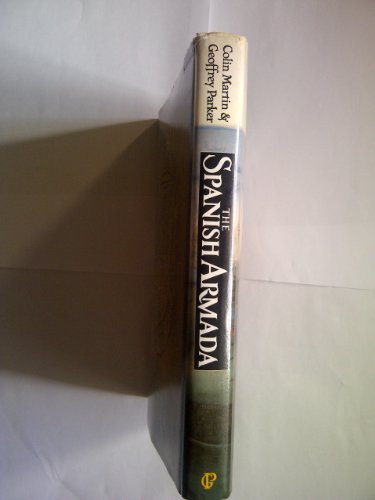 Colin Martin &
Geoffrey Parker
THE
SPANISH ARMADA